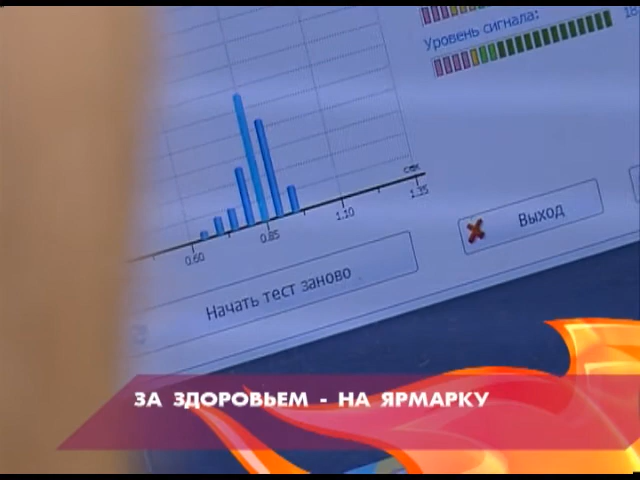 18
Уровень сигнала:
сек
0.60
0.85
1.10
1.35
Выход
Начать тест заново
ЗА ЗДОРОВЬЕМ - НА ЯРМАРКУ